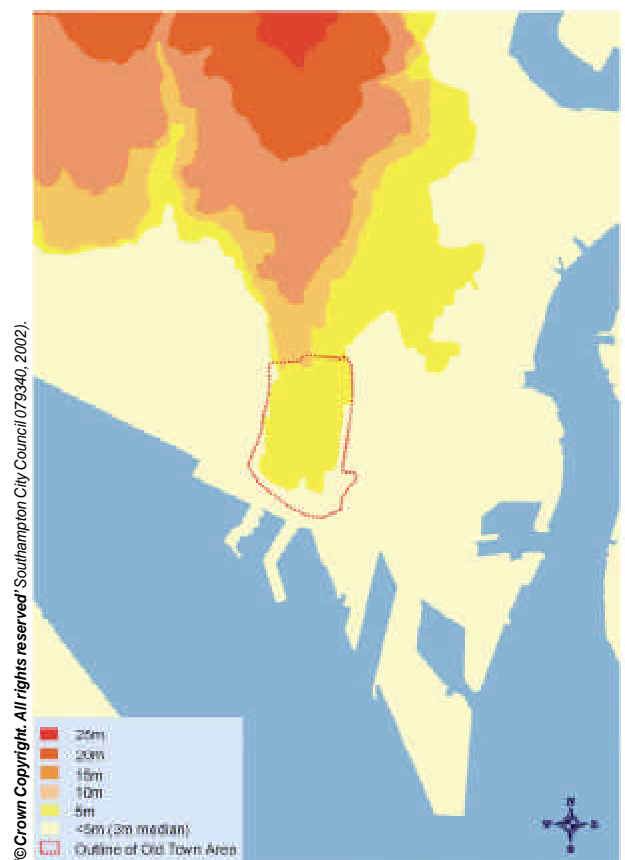 © Crown Copyright. All rights reserved' Southampton City Council 079340, 2002).
25m
20m
15m
10m
5m
<5m (3m median)
Outline of Old Town Area
N
S